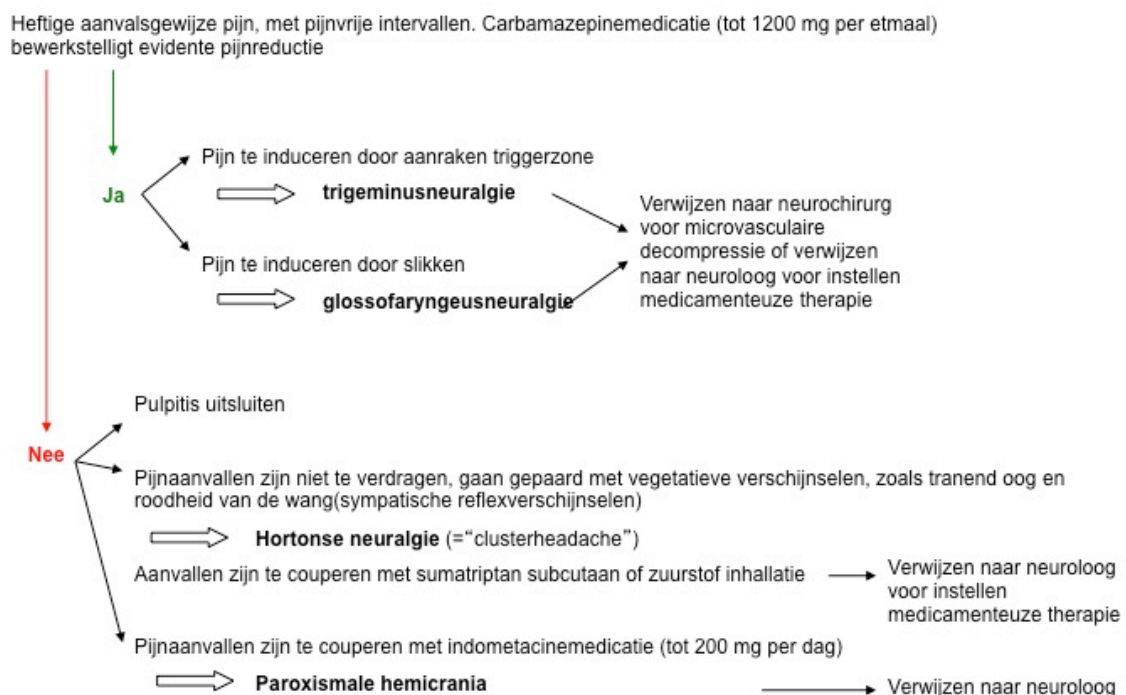 Heftige aanvalsgewijze pijn, met pijnvrije intervallen. Carbamazepinemedicatie (tot 1200 mg per etmaal)
bewerkstelligt evidente pijnreductie
Pijn te induceren door aanraken triggerzone
Ja
trigeminusneuralgie
Verwijzen naar neurochirurg
voor microvasculaire
decompressie of verwijzen
naar neuroloog voor instellen
medicamenteuze therapie
Pijn te induceren door slikken
glossofaryngeusneuralgie
Pulpitis uitsluiten
Nee
Pijnaanvallen zijn niet te verdragen, gaan gepaard met vegetatieve verschijnselen, zoals tranend oog en
roodheid van de wang(sympatische reflexverschijnselen)
Hortonse neuralgie (=“clusterheadache”)
Aanvallen zijn te couperen met sumatriptan subcutaan of zuurstof inhallatie
Verwijzen naar neuroloog
voor instellen
medicamenteuze therapie
Pijnaanvallen zijn te couperen met indometacinemedicatie (tot 200 mg per dag)
Paroxismale hemicrania
Verwijzen naar neuroloog